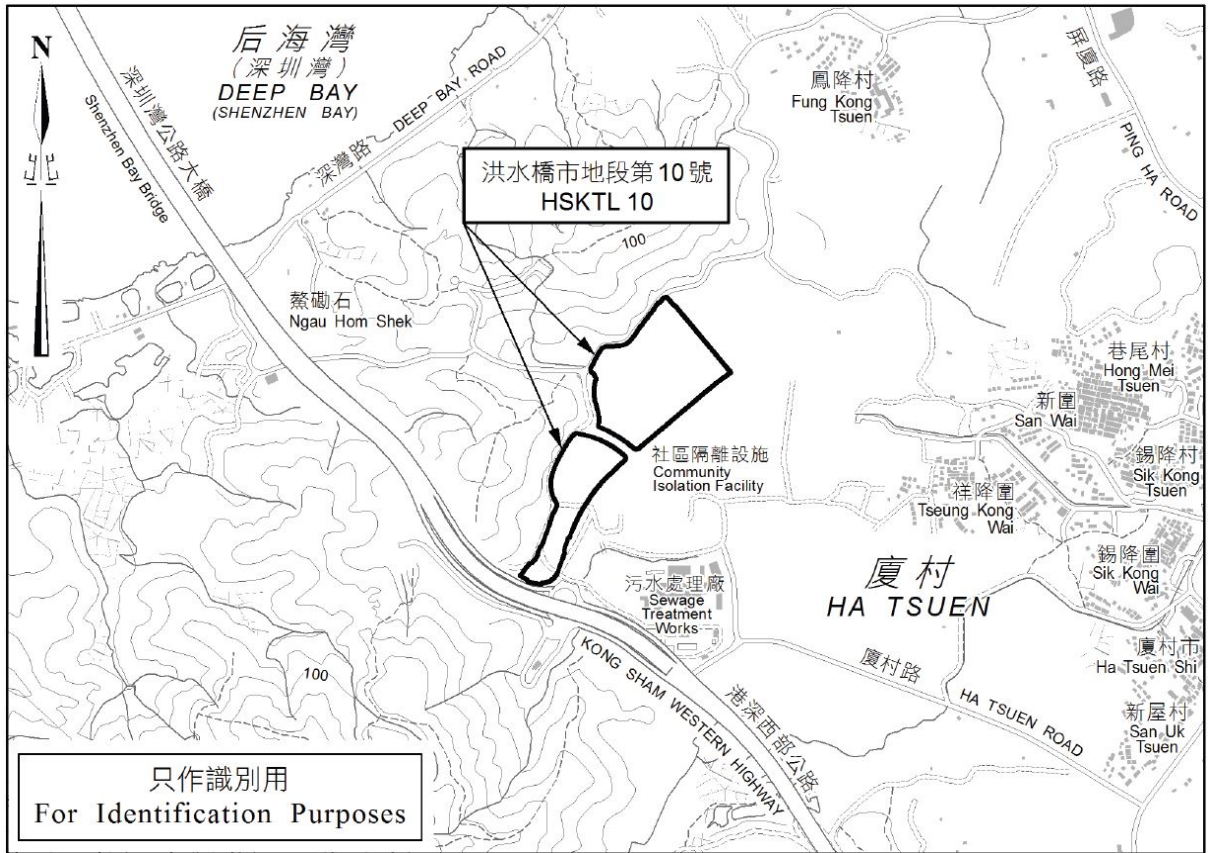 N
后海灣
(深圳灣)
DEEP BAY
(SHENZHEN BAY)
深圳灣公路大橋
Shenzhen Bay Bridge
深灣路 DEEP BAY ROAD
鳳降村
Fung Kong
Tsuen
屏廈路
PING HA ROAD
洪水橋市地段第10號
HSKTL 10
100
鰲磡石
Ngau Hom Shek
巷尾村
Hong Mei
Tsuen
新圍
San Wai
錫降村
Sik Kong
Tsuen
社區隔離設施
Community
Isolation Facility
祥降圍
Tseung Kong
Wai
錫降圍
Sik Kong
Wai
污水處理廠
Sewage
Treatment
Works
廈村
HA TSUEN
廈村市
Ha Tsuen Shi
廈村路 HA TSUEN ROAD
新屋村
San Uk
Tsuen
100
KONG SHAM WESTERN HIGHWAY
港深西部公路
只作識別用
For Identification Purposes